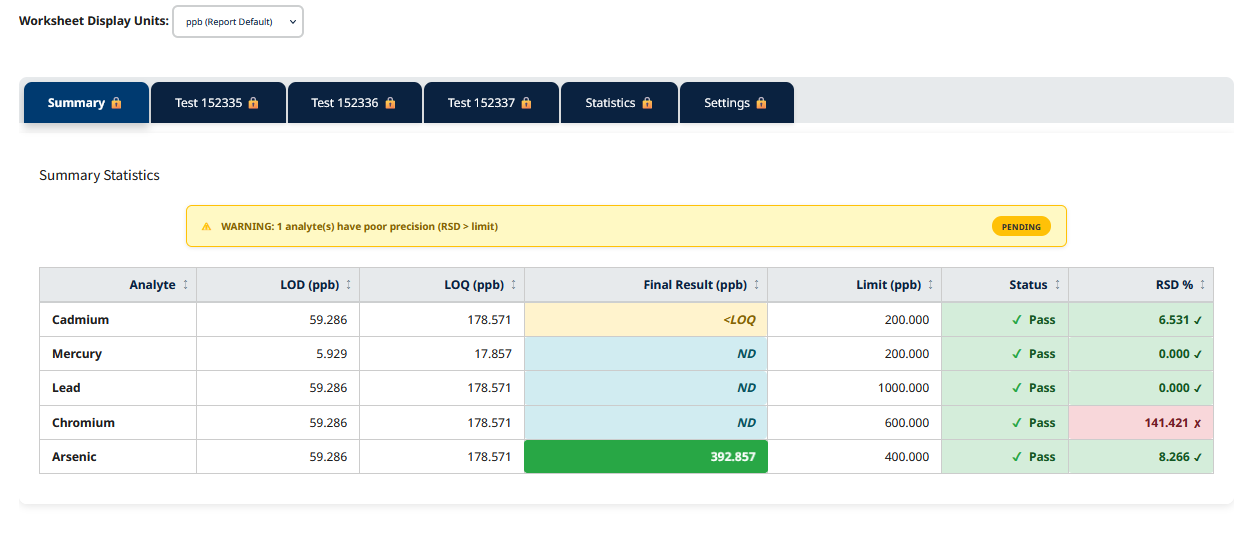 Worksheet Display Units: ppb (Report Default)
Summary Test 152335 Test 152336 Test 152337 Statistics Settings
Summary Statistics
WARNING: 1 analyte(s) have poor precision (RSD > limit) PENDING
Analyte LOD (ppb) LOQ (ppb) Final Result (ppb) Limit (ppb) Status RSD %
Cadmium 59.286 178.571 <LOQ 200.000 ✓ Pass 6.531 ✓
Mercury 5.929 17.857 ND 200.000 ✓ Pass 0.000 ✓
Lead 59.286 178.571 ND 1000.000 ✓ Pass 0.000 ✓
Chromium 59.286 178.571 ND 600.000 ✓ Pass 141.421 ✗
Arsenic 59.286 178.571 392.857 400.000 ✓ Pass 8.266 ✓